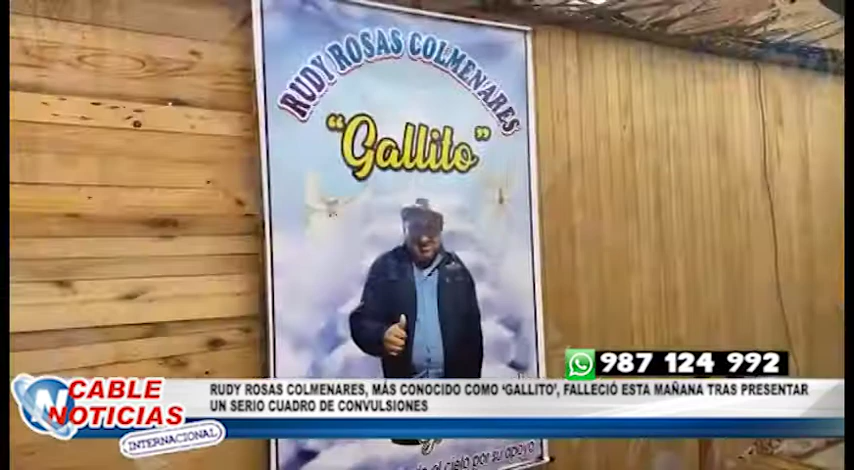 RUDY ROSAS COLMENARES
"Gallito"
al cielo por su apoyo
987 124 992
RUDY ROSAS COLMENARES, MÁS CONOCIDO COMO ‘GALLITO’, FALLECIÓ ESTA MAÑANA TRAS PRESENTAR
UN SERIO CUADRO DE CONVULSIONES
CABLE
NOTICIAS
INTERNACIONAL